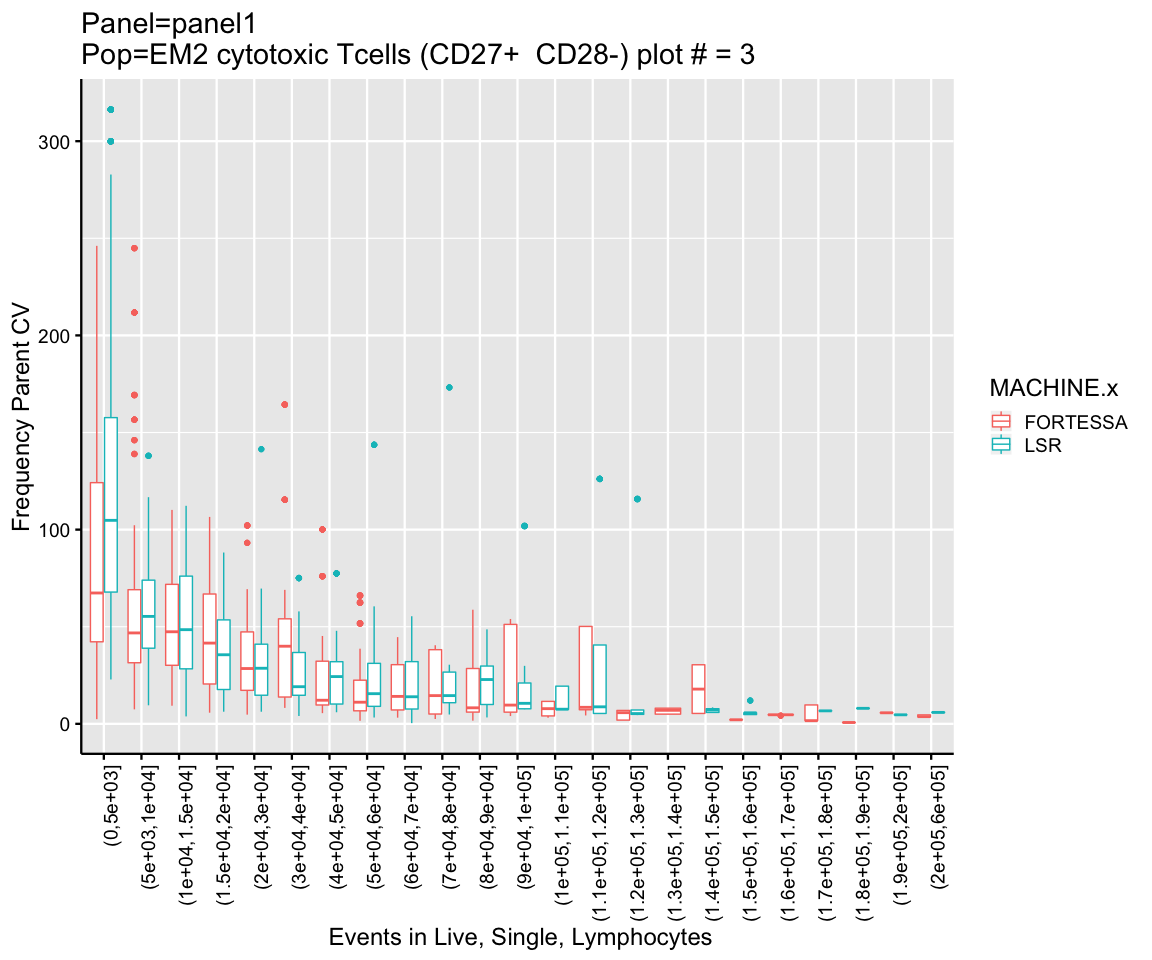 Panel=panel1
Pop=EM2 cytotoxic Tcells (CD27+  CD28-) plot # = 3
Frequency Parent CV
300
200
100
0
(0,5e+03]
(5e+03,1e+04]
(1e+04,1.5e+04]
(1.5e+04,2e+04]
(2e+04,3e+04]
(3e+04,4e+04]
(4e+04,5e+04]
(5e+04,6e+04]
(6e+04,7e+04]
(7e+04,8e+04]
(8e+04,9e+04]
(9e+04,1e+05]
(1e+05,1.1e+05]
(1.1e+05,1.2e+05]
(1.2e+05,1.3e+05]
(1.3e+05,1.4e+05]
(1.4e+05,1.5e+05]
(1.5e+05,1.6e+05]
(1.6e+05,1.7e+05]
(1.7e+05,1.8e+05]
(1.8e+05,1.9e+05]
(1.9e+05,2e+05]
(2e+05,6e+05]
Events in Live, Single, Lymphocytes
MACHINE.x
FORTESSA
LSR